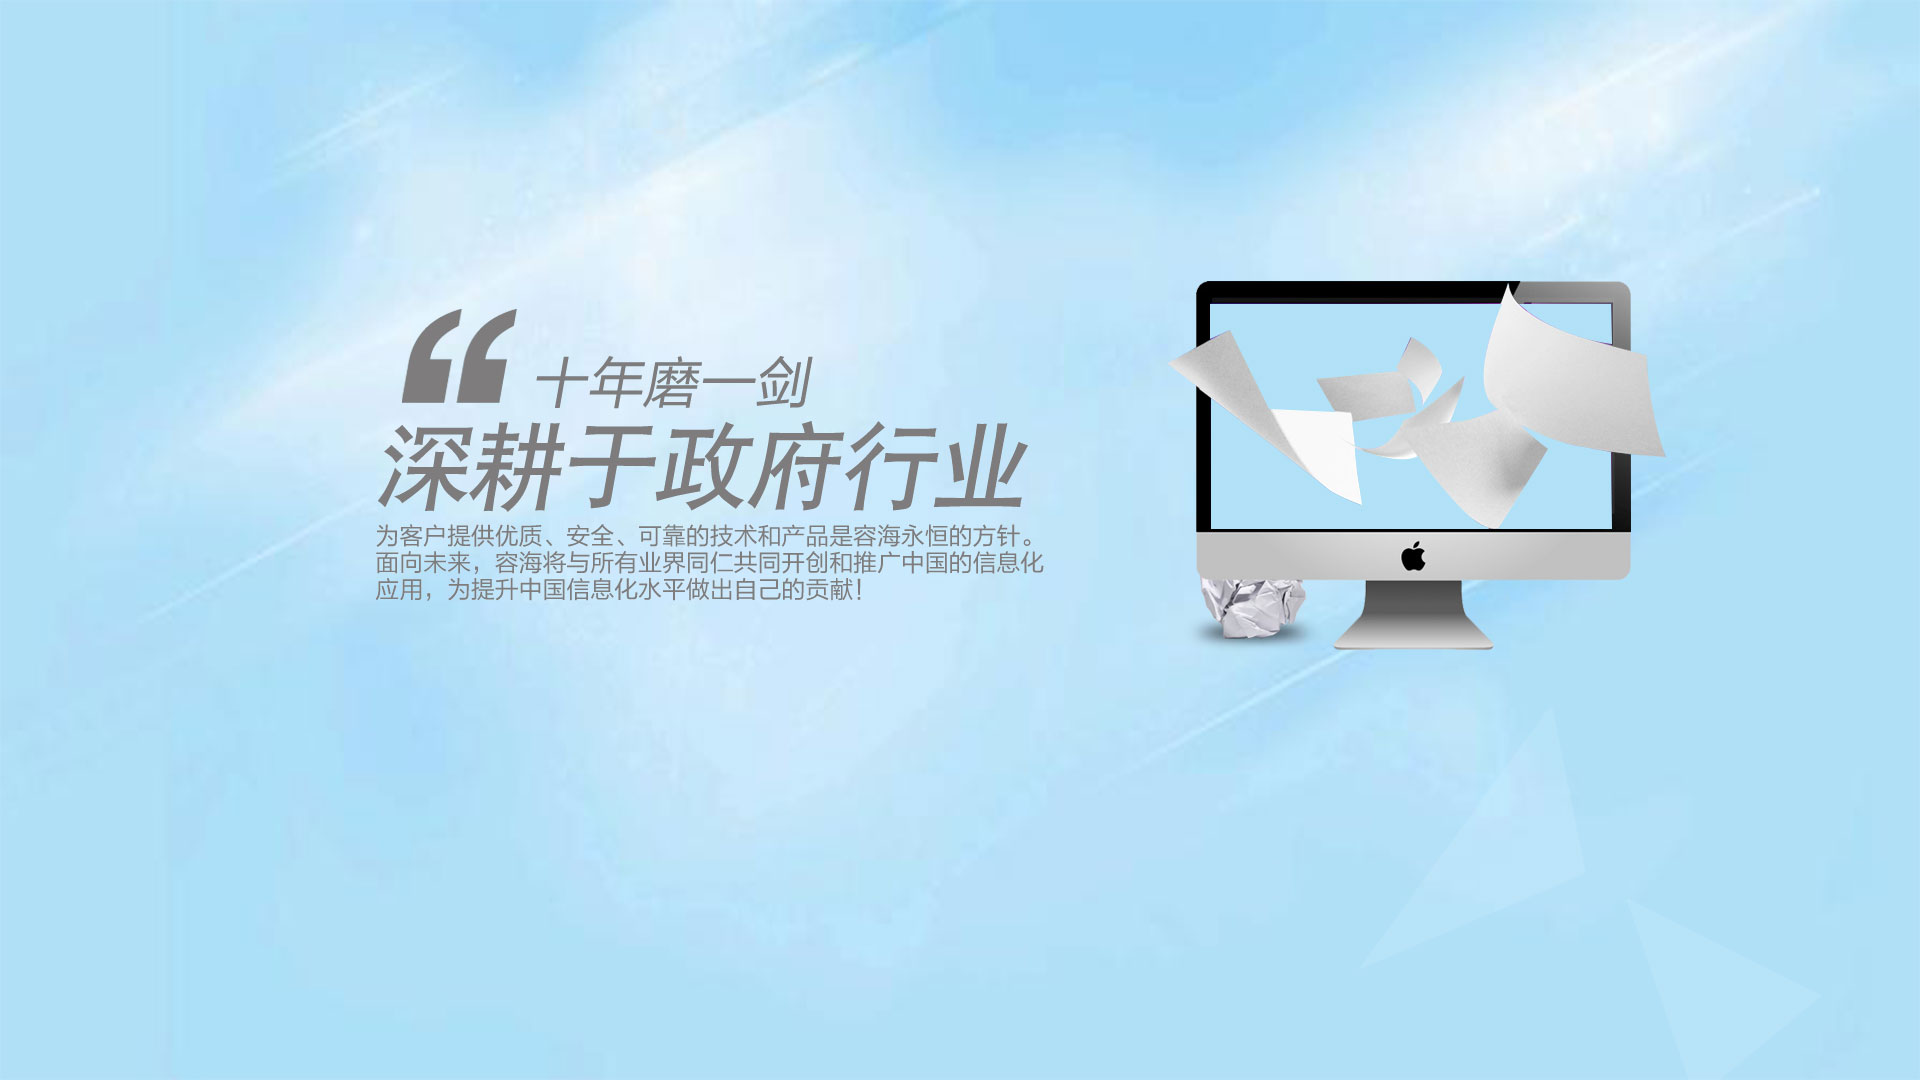 “
十年磨一剑
深耕于政府行业
为客户提供优质、安全、可靠的技术和产品是容海永恒的方针。
面向未来，容海将与所有业界同仁共同开创和推广中国的信息化
应用，为提升中国信息化水平做出自己的贡献！